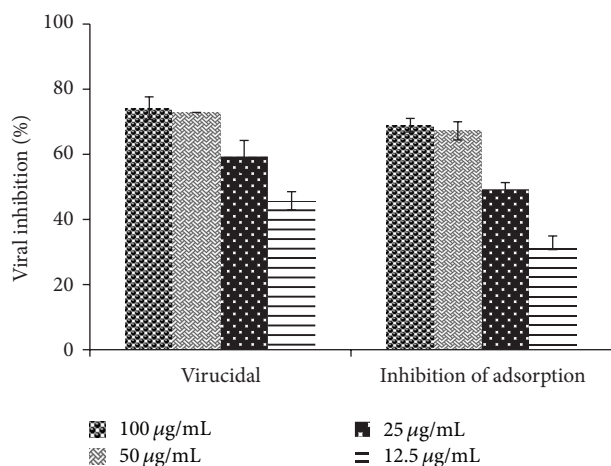 100
80
60
40
20
0
Viral inhibition (%)
Virucidal
Inhibition of adsorption
100 μg/mL
50 μg/mL
25 μg/mL
12.5 μg/mL